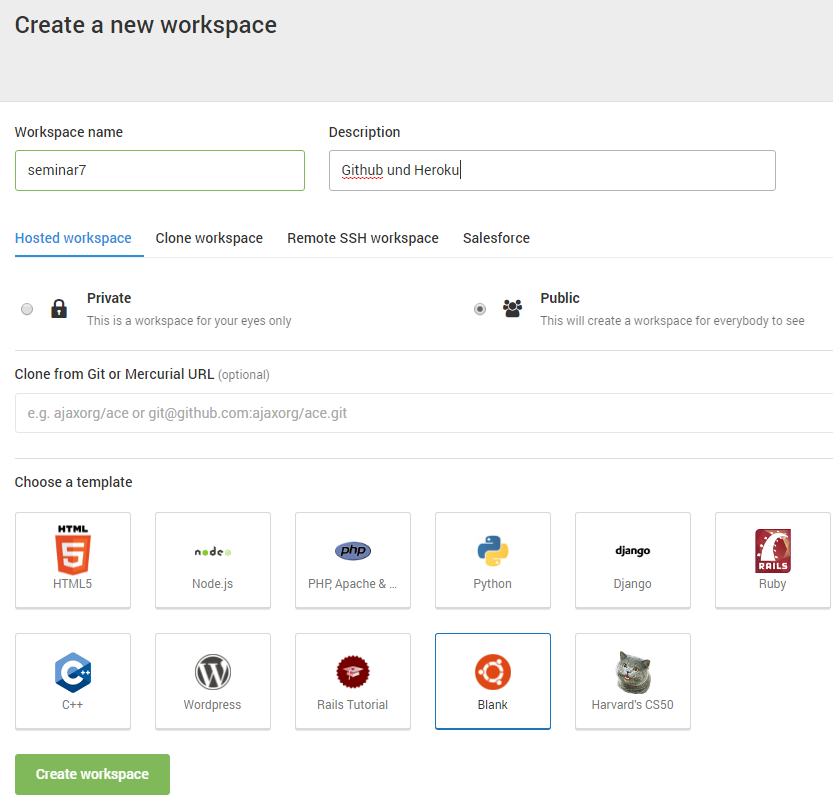 Create a new workspace
Workspace name
Description
seminar7
Github und Heroku
Hosted workspace
Clone workspace
Remote SSH workspace
Salesforce
Private
This is a workspace for your eyes only
Public
This will create a workspace for everybody to see
Clone from Git or Mercurial URL (optional)
e.g. ajaxorg/ace or git@github.com:ajaxorg/ace.git
Choose a template
HTML
5
HTML5
node
Node.js
php
PHP, Apache & ...
Python
django
Django
RAILS
Ruby
C++
C++
W
Wordpress
Rails Tutorial
Blank
Harvard's CS50
Create workspace